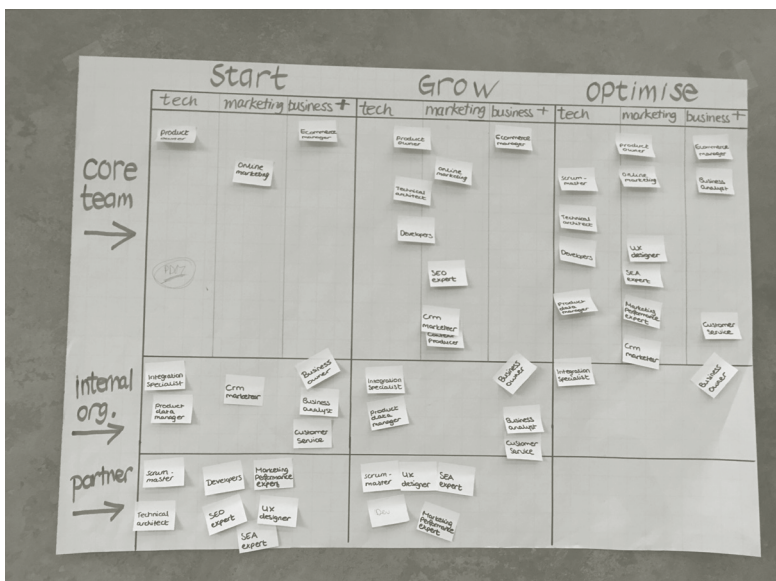 Start
Grow
Optimise
tech
marketing
business +
tech
marketing
business +
tech
marketing
business +
core
team
Product
Ecommerce
manager
Online
marketing
Product
owner
Ecommerce
manager
Online
marketing
Technical
architect
Developers
SEO
expert
Crm
marketeer
Producer
Product
owner
Ecommerce
manager
Scrum-
master
Online
marketing
Business
Analyst
Technical
architect
Developers
UX
designer
SEA
expert
Product data
manager
Marketing
Performance
expert
Customer
Service
Crm
marketeer
internal
org.
Integration
Specialist
Product
data
manager
Crm
marketeer
Business
owner
Business
Analyst
Customer
Service
Integration
Specialist
Product
data
manager
Business
owner
Business
analyst
Customer
Service
Integration
Specialist
Business
owner
partner
Scrum-
master
Developers
Marketing
Performance
expert
Technical
architect
SEO
expert
UX
designer
SEA
expert
Scrum-
master
UX
designer
SEA
expert
Marketing
Performance
expert